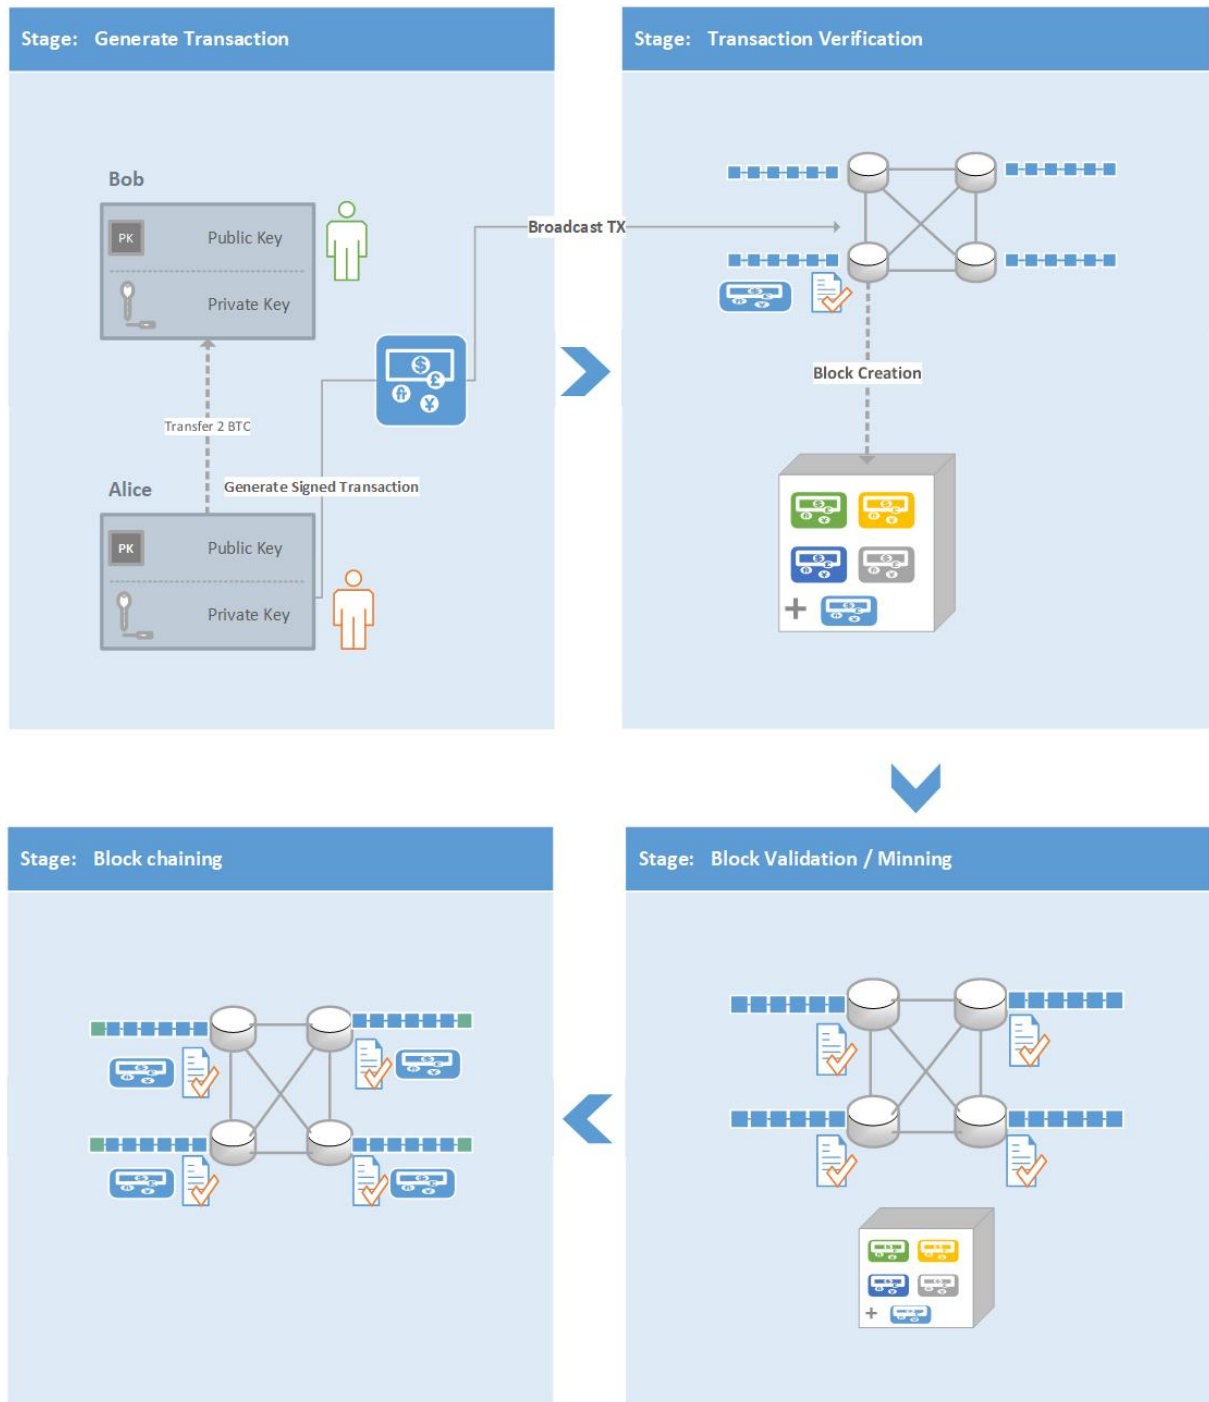 Stage: Generate Transaction
Bob
PK Public Key
Private Key
Transfer 2 BTC
Generate Signed Transaction
Alice
PK Public Key
Private Key
Broadcast TX
Stage: Transaction Verification
Block Creation
+
Stage: Block Validation / Minning
+
Stage: Block chaining